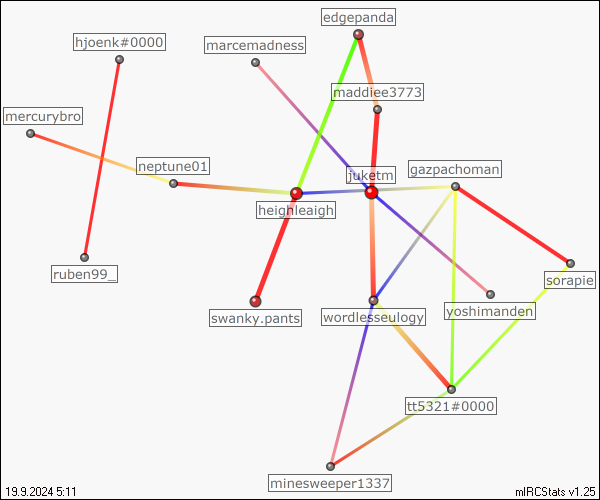 edgepanda
hjoenk#0000
marcemadness
maddiee3773
mercurybro
neptune01
juketm
gazpachoman
heighleaigh
ruben99_
sorapie
swanky.pants
wordlesseulogy
yoshimanden
tt5321#0000
minesweeper1337
19.9.2024 5:11
mIRCStats v1.25